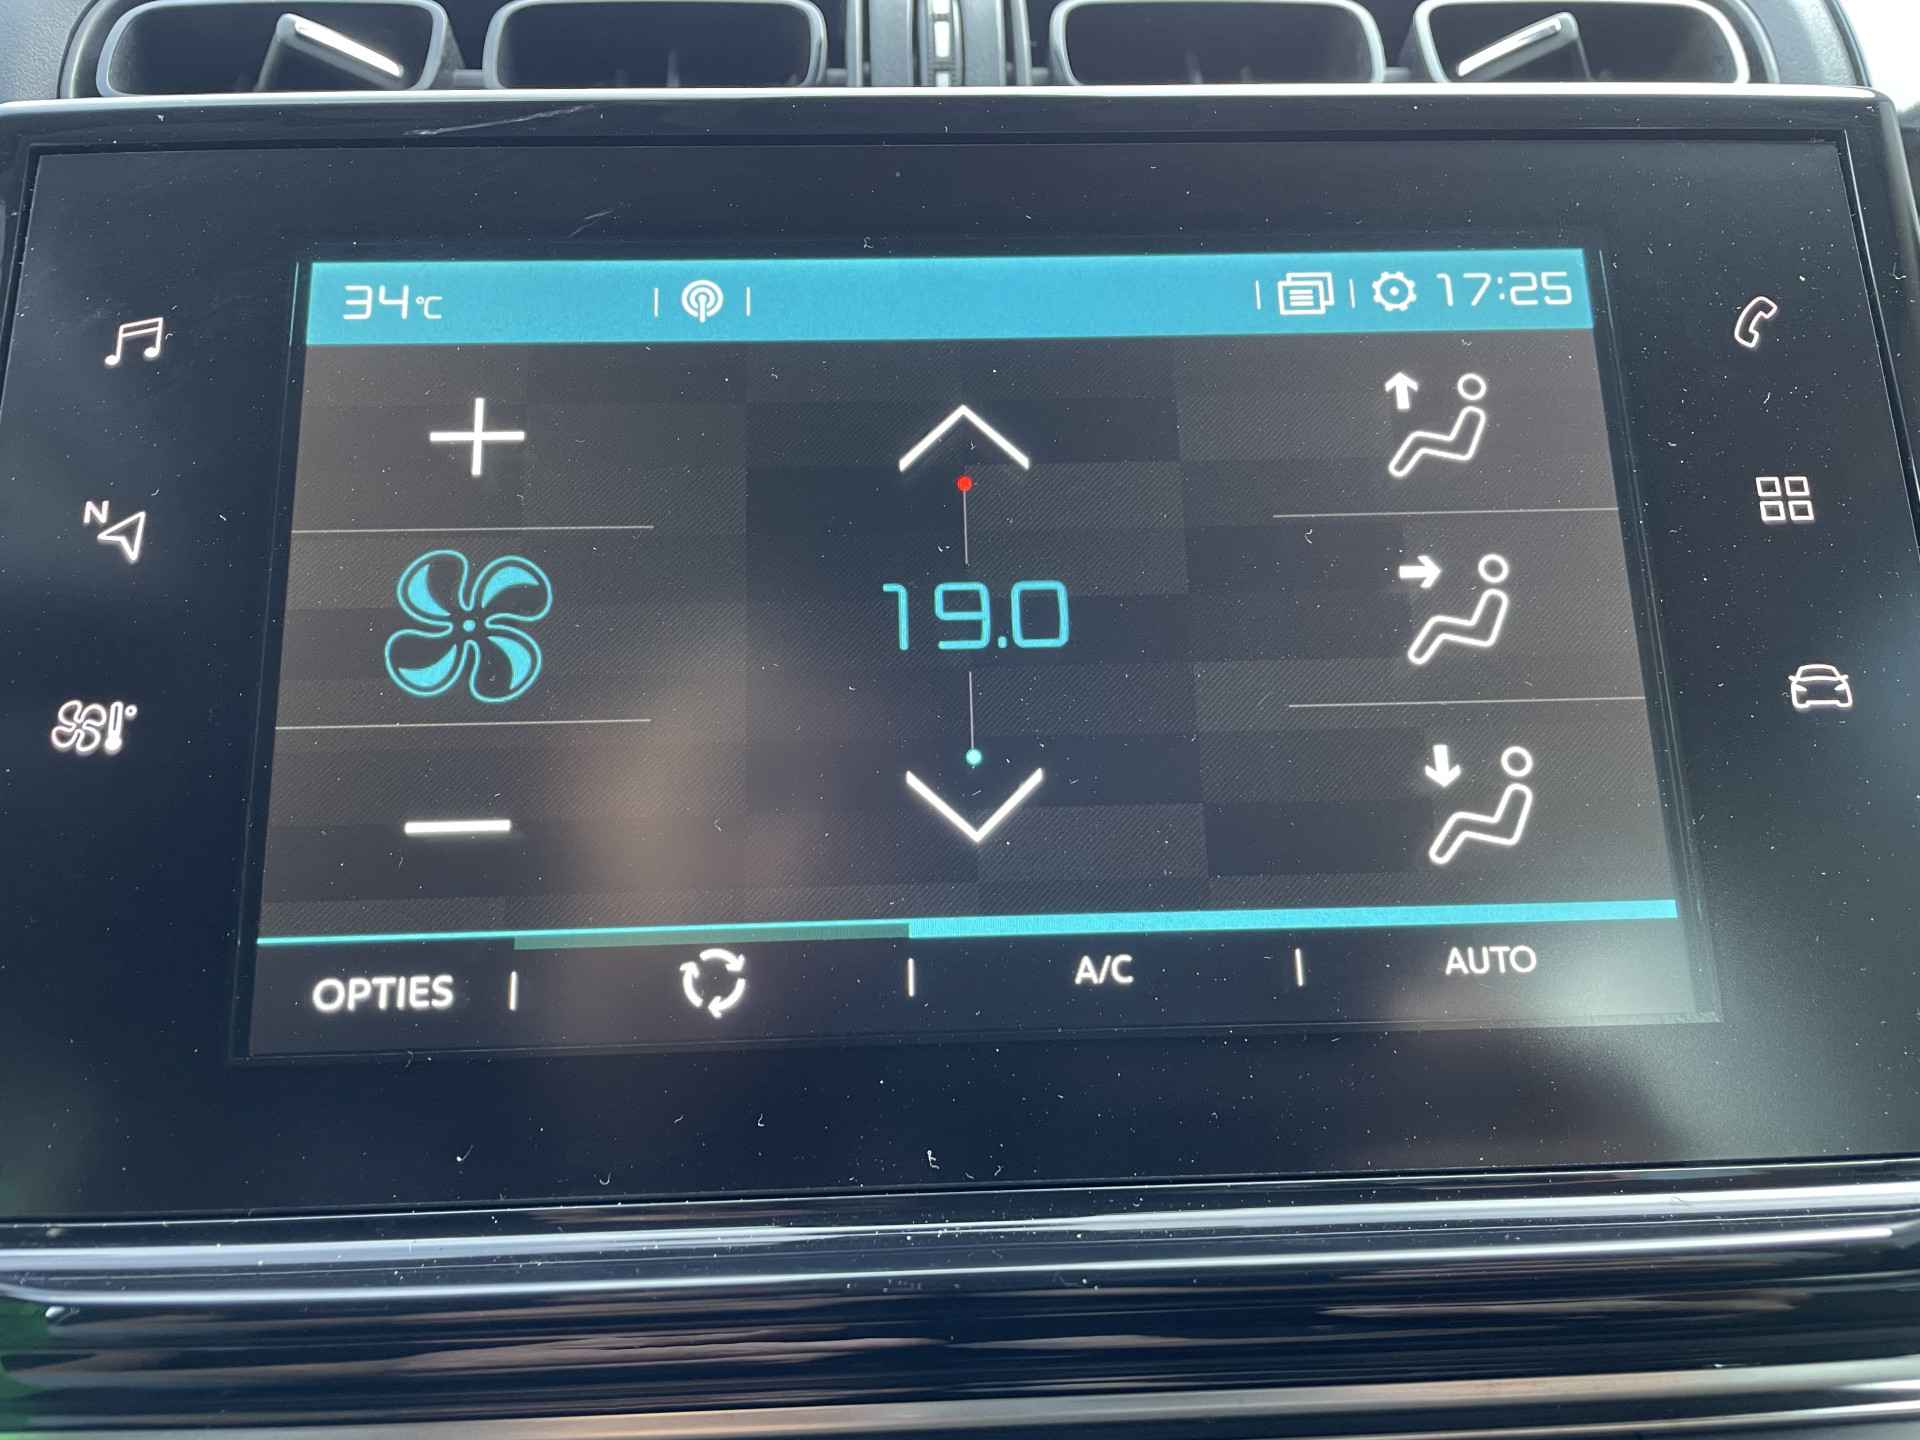 34°C 17:25
N
19.0
OPTIES A/C AUTO